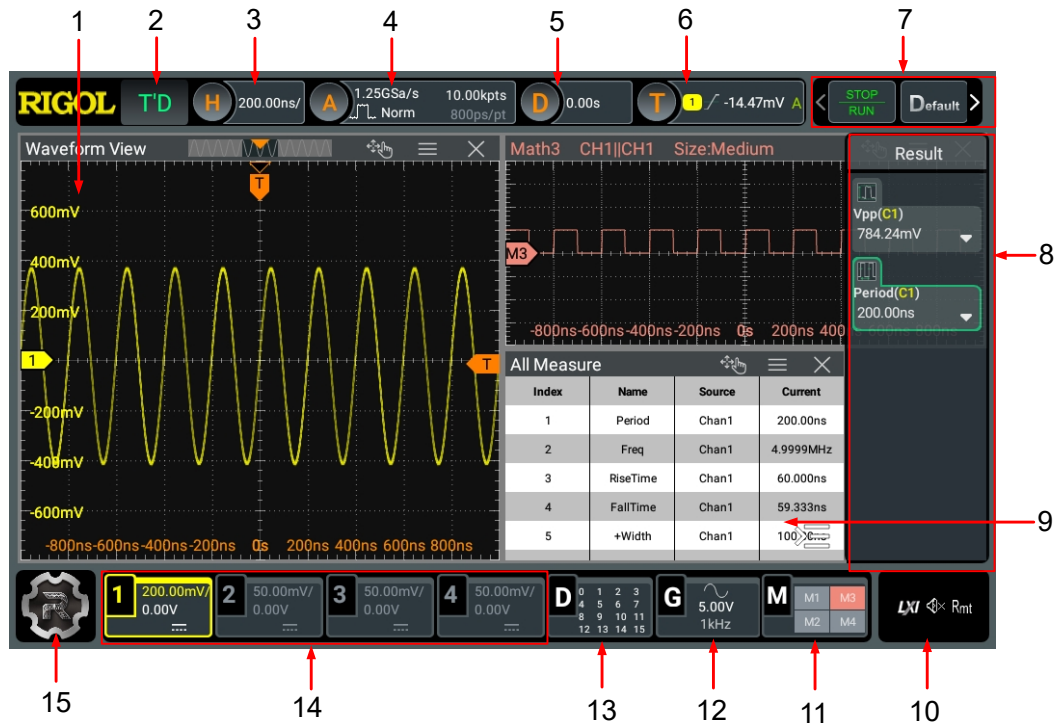 1 2 3 4 5 6 7
RIGOL T'D H 200.00ns/ A 1.25GSa/s 10.00kpts D 0.00s T 1 -14.47mV A < STOP RUN Default >
Norm 800ps/pt
Waveform View
T
600mV
400mV
200mV
1 T
-200mV
-400mV
-600mV
-800ns -600ns -400ns -200ns 0s 200ns 400ns 600ns 800ns
Math3 CH1||CH1 Size:Medium
M3
-800ns -600ns -400ns -200ns 0s 200ns 400
Result
Vpp(C1)
784.24mV
Period(C1)
200.00ns
8
All Measure
Index Name Source Current
1 Period Chan1 200.00ns
2 Freq Chan1 4.9999MHz
3 RiseTime Chan1 60.000ns
4 FallTime Chan1 59.333ns
5 +Width Chan1
9
R
1 200.00mV/ 0.00V
2 50.00mV/ 0.00V
3 50.00mV/ 0.00V
4 50.00mV/ 0.00V
D
0 1 2 3
4 5 6 7
8 9 10 11
12 13 14 15
G 5.00V 1kHz
M M1 M3
M2 M4
LXI Rmt
15 14 13 12 11 10